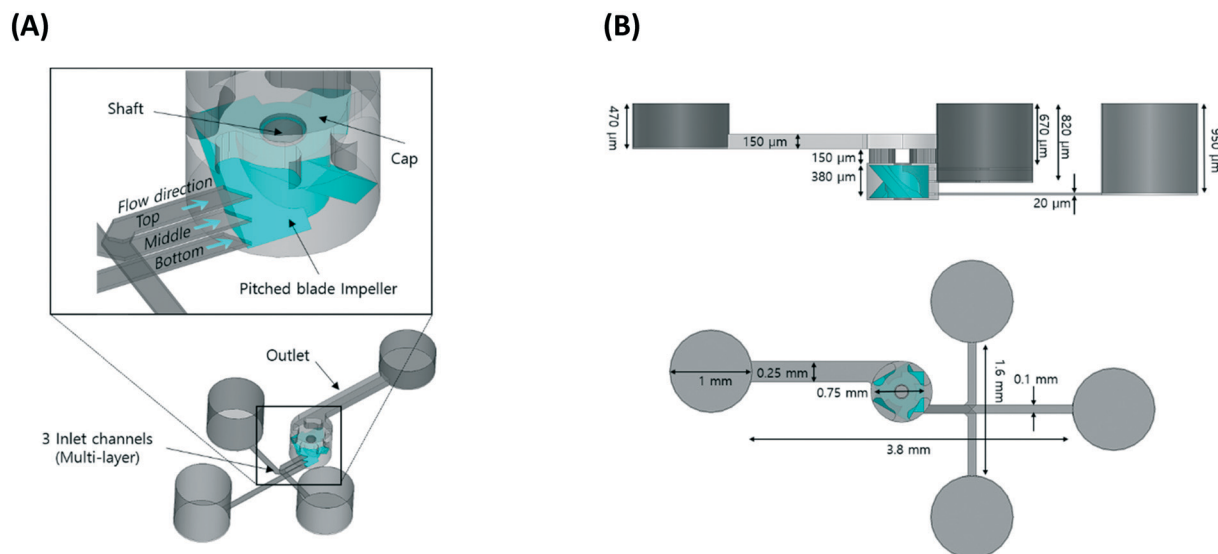 (A)
Shaft
Cap
Flow direction
Top
Middle
Bottom
Pitched blade Impeller
Outlet
3 Inlet channels
(Multi-layer)
(B)
470 μm
150 μm
150 μm
380 μm
670 μm
820 μm
950 μm
20 μm
1 mm
0.25 mm
0.75 mm
1.6 mm
0.1 mm
3.8 mm